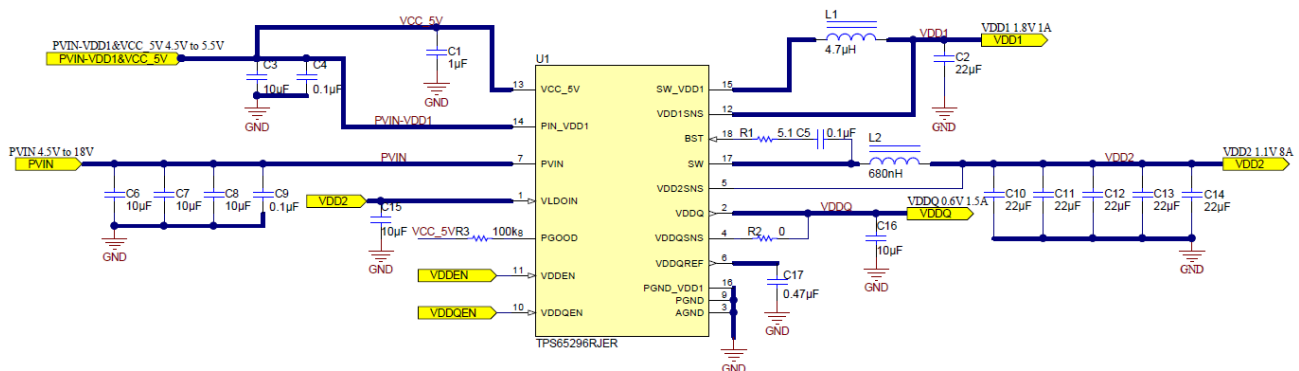 VCC_5V
L1
VDD1 1.8V 1A
PVIN-VDD1&VCC_5V 4.5V to 5.5V
4.7µH
VDD1
VDD1
PVIN-VDD1&VCC_5V
C1
1µF
C2
22µF
C3
10µF
C4
0.1µF
U1
GND
GND
GND
13
VCC_5V
SW_VDD1
15
PVIN-VDD1
14
PIN_VDD1
VDD1SNS
12
BST
18
R1
5.1
C5
0.1µF
L2
PVIN 4.5V to 18V
PVIN
PVIN
7
PVIN
SW
17
680nH
VDD2
VDD2 1.1V 8A
VDD2
C6
10µF
C7
10µF
C8
10µF
C9
0.1µF
VDD2SNS
5
C10
22µF
C11
22µF
C12
22µF
C13
22µF
C14
22µF
VDD2
1
VLDOIN
C15
10µF
VDDQ
2
VDDQ
VDDQ 0.6V 1.5A
VDDQ
VCC_5V
R3
100k
8
PGOOD
VDDQSNS
4
R2
0
C16
10µF
GND
GND
GND
VDDQREF
6
VDDEN
11
VDDEN
C17
0.47µF
GND
PGND_VDD1
16
PGND
9
VDDQEN
10
VDDQEN
AGND
3
GND
TPS65296RJER
GND
GND